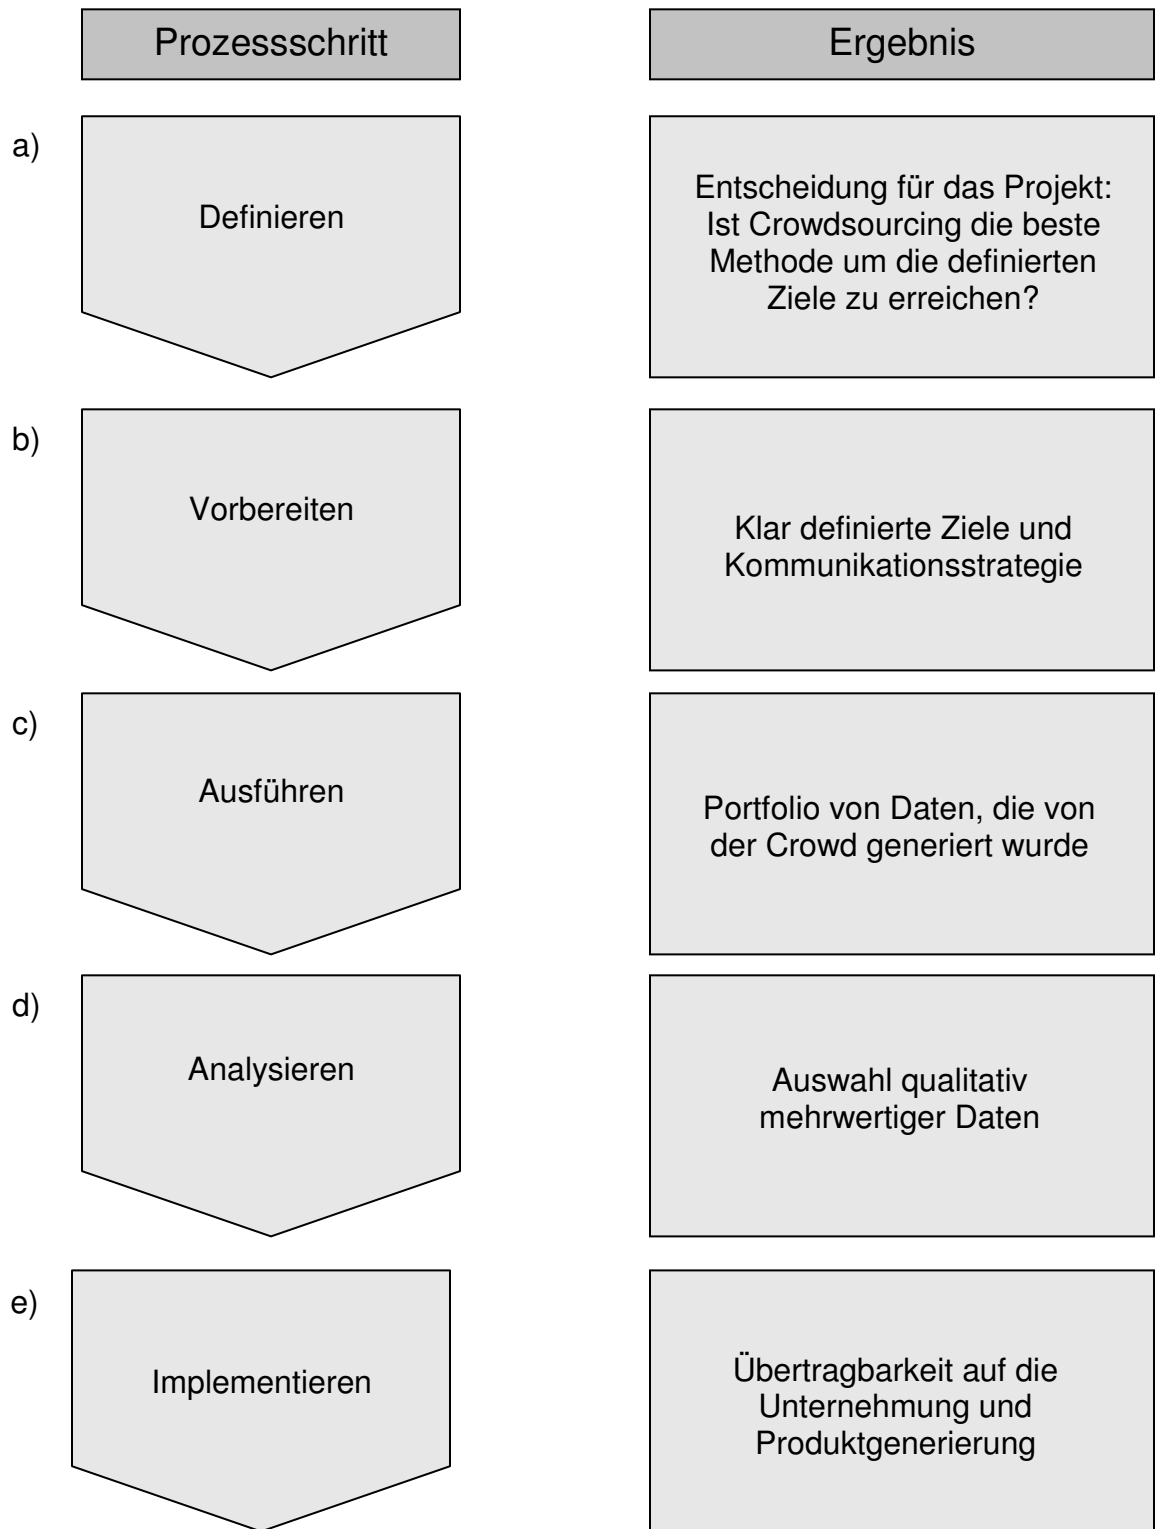 Prozessschritt
Ergebnis
a)
Definieren
Entscheidung für das Projekt:
Ist Crowdsourcing die beste
Methode um die definierten
Ziele zu erreichen?
b)
Vorbereiten
Klar definierte Ziele und
Kommunikationsstrategie
c)
Ausführen
Portfolio von Daten, die von
der Crowd generiert wurde
d)
Analysieren
Auswahl qualitativ
mehrwertiger Daten
e)
Implementieren
Übertragbarkeit auf die
Unternehmung und
Produktgenerierung